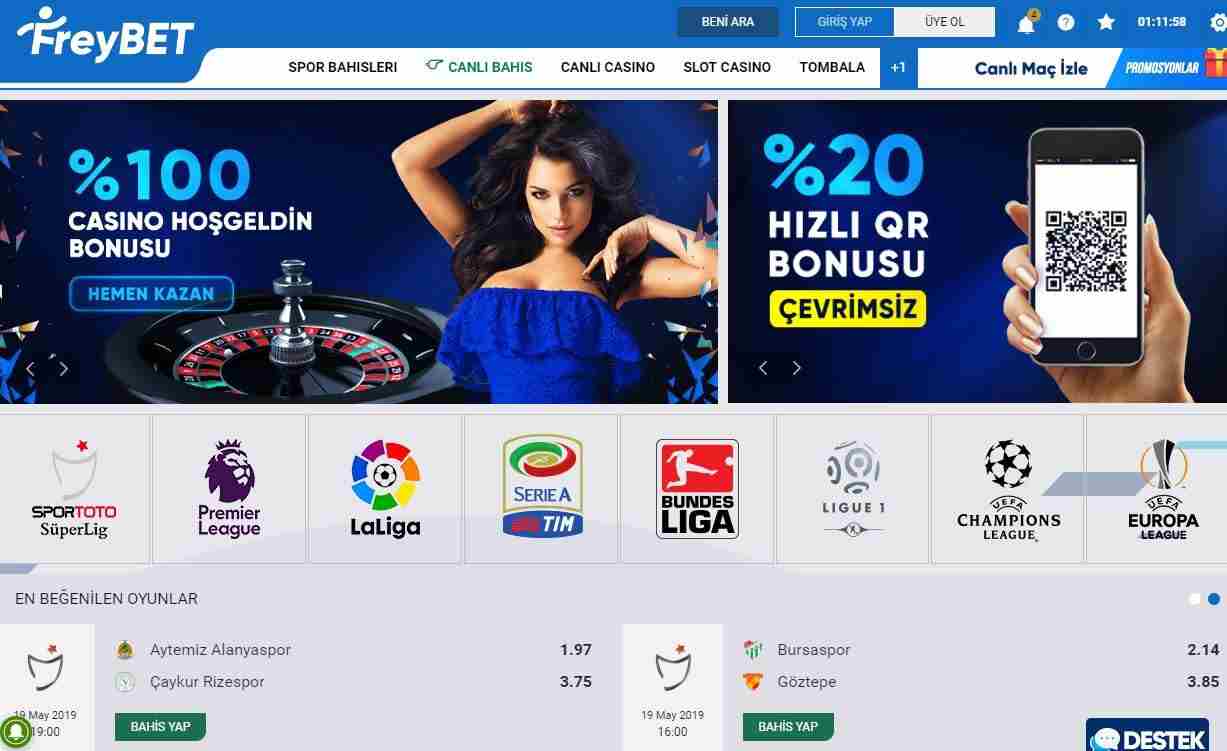 FreyBET
BENİ ARA
GİRİŞ YAP
ÜYE OL
4
?
01:11:58
SPOR BAHISLERI
CANLI BAHIS
CANLI CASINO
SLOT CASINO
TOMBALA
+1
Canlı Maç İzle
PROMOSYONLAR
%100
CASINO HOŞGELDİN
BONUSU
HEMEN KAZAN
%20
HIZLI QR
BONUSU
ÇEVRİMSİZ
SPORTOTO
SüperLig
Premier
League
LaLiga
SERIE A
TIM
BUNDES
LIGA
LIGUE 1
UEFA
CHAMPIONS
LEAGUE
UEFA
EUROPA
LEAGUE
EN BEĞENİLEN OYUNLAR
Aytemiz Alanyaspor 1.97
Çaykur Rizespor 3.75
19 May 2019
19:00
BAHİS YAP
Bursaspor 2.14
Göztepe 3.85
19 May 2019
16:00
BAHİS YAP
DESTEK